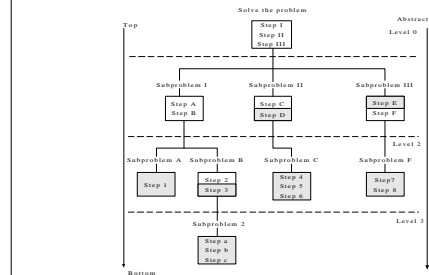 Solve the problem
Top
Abstract
Step I
Step II
Step III
Level 0
Subproblem I
Subproblem II
Subproblem III
Step A
Step B
Step C
Step D
Step E
Step F
Level 2
Subproblem A
Subproblem B
Subproblem C
Subproblem F
Step 1
Step 2
Step 3
Step 4
Step 5
Step 6
Step7
Step 8
Level 3
Subproblem 2
Step a
Step b
Step c
Bottom